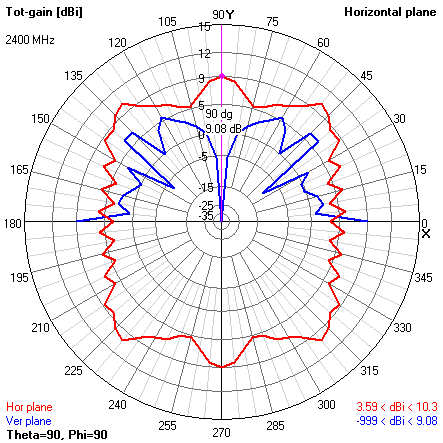 Tot-gain [dBi]
Horizontal plane
2400 MHz
90 Y
105
75
120
60
135
45
150
30
165
15
180
0
X
195
345
210
330
225
315
240
300
255
285
270
15
12
9
5
0
-5
-15
-25
-35
90 dg
9.08 dB
Hor plane
3.59 < dBi < 10.3
Ver plane
-999 < dBi < 9.08
Theta=90, Phi=90